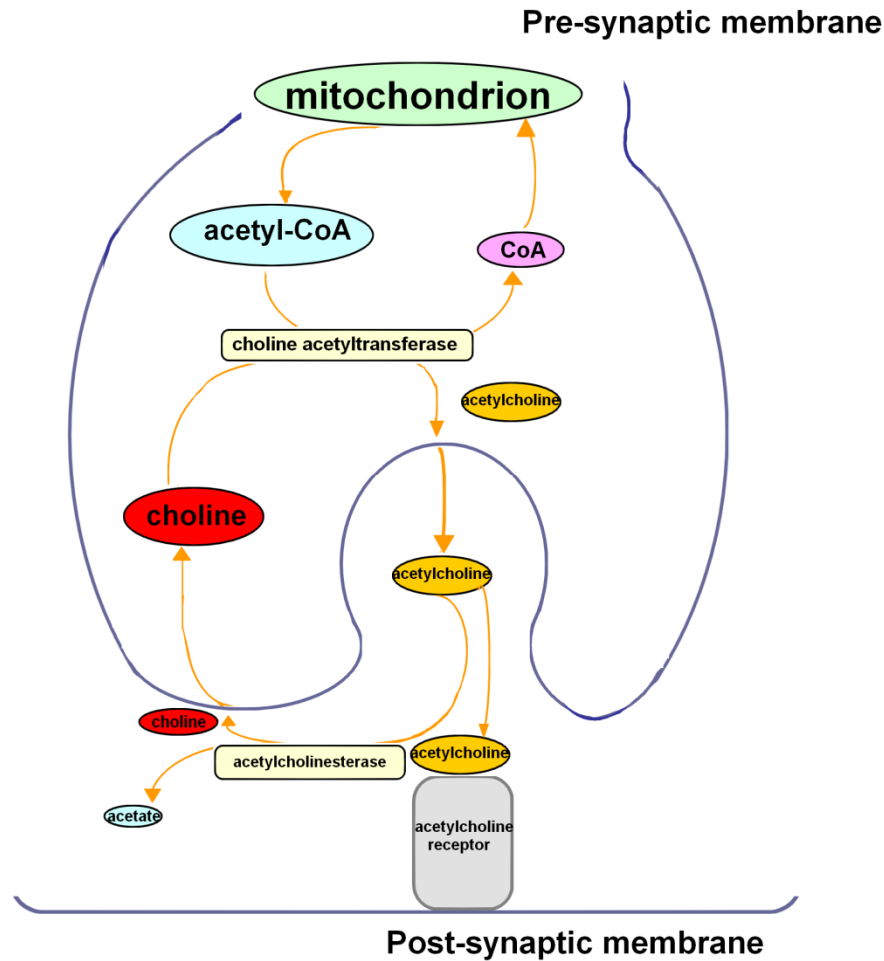 Pre-synaptic membrane
mitochondrion
acetyl-CoA
CoA
choline acetyltransferase
acetylcholine
choline
acetylcholine
choline
acetylcholinesterase
acetylcholine
acetate
acetylcholine
receptor
Post-synaptic membrane